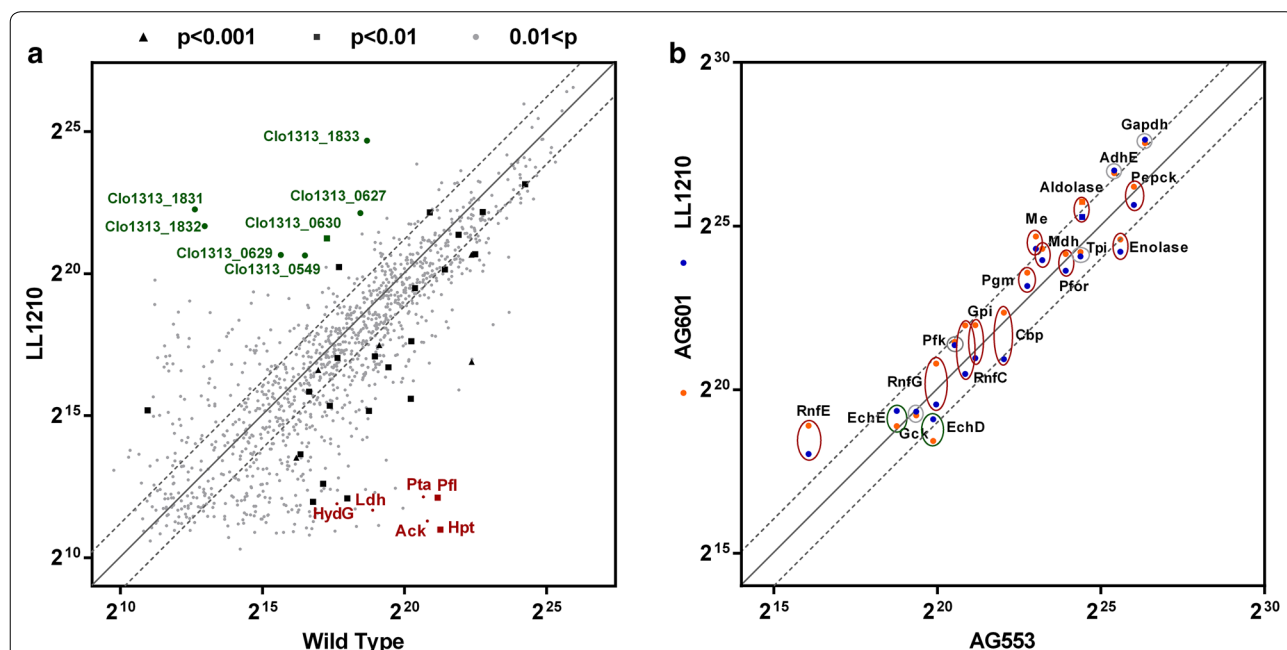 a
▲ p<0.001 ■ p<0.01 ● 0.01<p
LL1210
2^25
2^20
2^15
2^10
Clo1313_1833
Clo1313_1831
Clo1313_0627
Clo1313_1832
Clo1313_0630
Clo1313_0629
Clo1313_0549
Pta
Pfl
Ldh
HydG
Ack
Hpt
2^10 2^15 2^20 2^25
Wild Type
b
LL1210
AG601
2^30
2^25
2^20
2^15
Gapdh
AdhE
Pepck
Aldolase
Me
Mdh
Tpi
Enolase
Pgm
Pfor
Gpi
Pfk
Cbp
RnfG
RnfC
RnfE
EchE
Gck
EchD
2^15 2^20 2^25 2^30
AG553